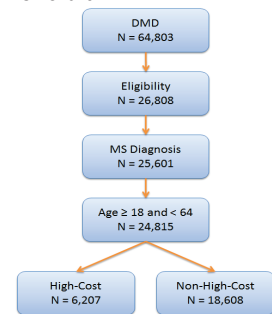 DMD
N = 64,803
Eligibility
N = 26,808
MS Diagnosis
N = 25,601
Age ≥ 18 and < 64
N = 24,815
High-Cost
N = 6,207
Non-High-Cost
N = 18,608